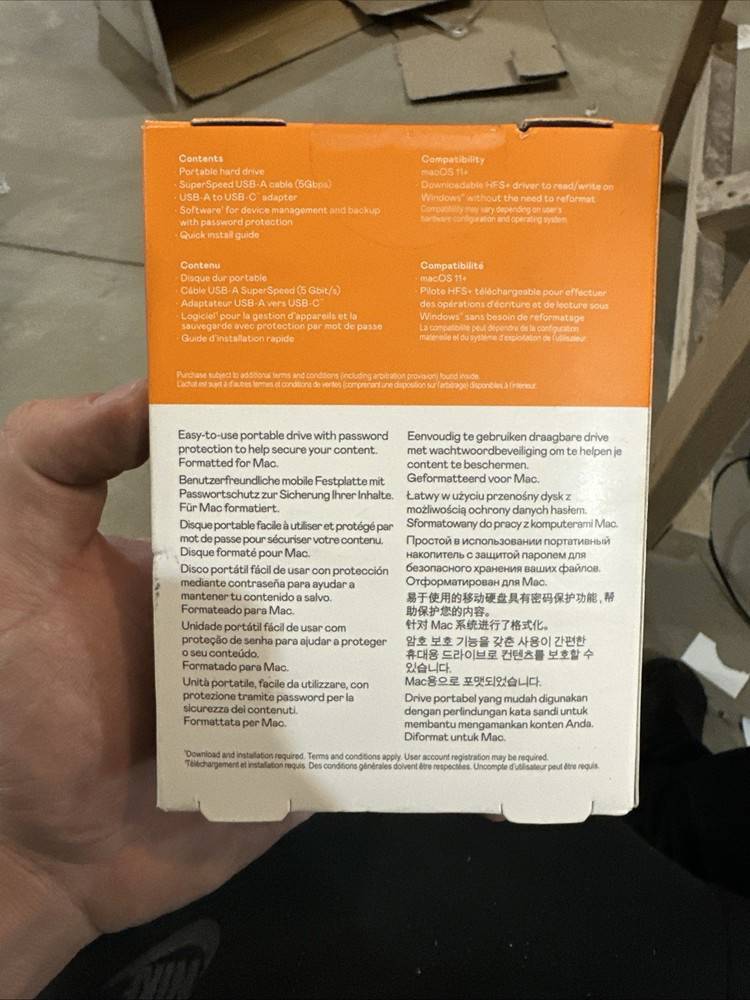 Contents
· Portable hard drive
· SuperSpeed USB-A cable (5Gbps)
· USB-A to USB-C™ adapter
· Software¹ for device management and backup
with password protection
· Quick install guide
Compatibility
macOS 11+
Downloadable HFS+ driver to read/write on
Windows® without the need to reformat
Compatibility may vary depending on user's
hardware configuration and operating system
Contenu
· Disque dur portable
· Câble USB-A SuperSpeed (5 Gbit/s)
· Adaptateur USB-A vers USB-C™
· Logiciel¹ pour la gestion d'appareils et la
sauvegarde avec protection par mot de passe
· Guide d'installation rapide
Compatibilité
· macOS 11+
· Pilote HFS+ téléchargeable pour effectuer
des opérations d'écriture et de lecture sous
Windows® sans besoin de reformatage
La compatibilité peut dépendre de la configuration
matérielle et du système d'exploitation de l'utilisateur
Purchase subject to additional terms and conditions (including arbitration provision) found inside.
L'achat est sujet à d'autres termes et conditions de ventes (comprenant une disposition sur l'arbitrage) disponibles à l'interieur.
Easy-to-use portable drive with password
protection to help secure your content.
Formatted for Mac.
Benutzerfreundliche mobile Festplatte mit
Passwortschutz zur Sicherung Ihrer Inhalte.
Für Mac formatiert.
Disque portable facile à utiliser et protégé par
mot de passe pour sécuriser votre contenu.
Disque formaté pour Mac.
Disco portátil fácil de usar con protección
mediante contraseña para ayudar a
mantener tu contenido a salvo.
Formateado para Mac.
Unidade portátil fácil de usar com
proteção de senha para ajudar a proteger
o seu conteúdo.
Formatado para Mac.
Unità portatile, facile da utilizzare, con
protezione tramite password per la
sicurezza dei contenuti.
Formattata per Mac.
Eenvoudig te gebruiken draagbare drive
met wachtwoordbeveiliging om te helpen je
content te beschermen.
Geformatteerd voor Mac.
Łatwy w użyciu przenośny dysk z
możliwością ochrony danych hasłem.
Sformatowany do pracy z komputerami Mac.
Простой в использовании портативный
накопитель с защитой паролем для
безопасного хранения ваших файлов.
Отформатирован для Mac.
易于使用的移动硬盘具有密码保护功能，帮
助保护您的内容。
针对 Mac 系统进行了格式化。
암호 보호 기능을 갖춘 사용이 간편한
휴대용 드라이브로 컨텐츠를 보호할 수
있습니다.
Mac용으로 포맷되었습니다.
Drive portabel yang mudah digunakan
dengan perlindungan kata sandi untuk
membantu mengamankan konten Anda.
Diformat untuk Mac.
¹Download and installation required. Terms and conditions apply. User account registration may be required.
¹Téléchargement et installation requis. Des conditions générales doivent être respectées. Un compte d'utilisateur peut être requis.
NIKE